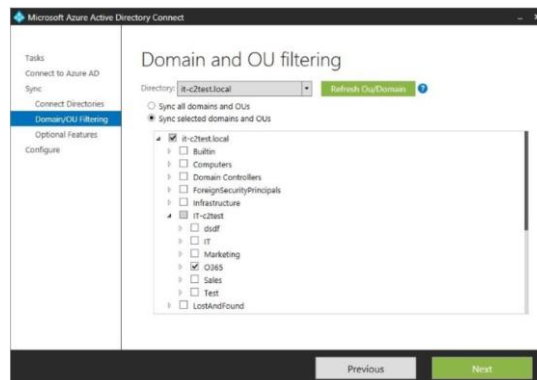 Microsoft Azure Active Directory Connect
Tasks
Connect to Azure AD
Sync
Connect Directories
Domain/OU Filtering
Optional Features
Configure
Domain and OU filtering
Directory: it-c2test.local
Refresh Ou/Domain ?
Sync all domains and OUs
Sync selected domains and OUs
it-c2test.local
Builtin
Computers
Domain Controllers
ForeignSecurityPrincipals
Infrastructure
IT-c2test
dsdf
IT
Marketing
O365
Sales
Test
LostAndFound
Previous
Next